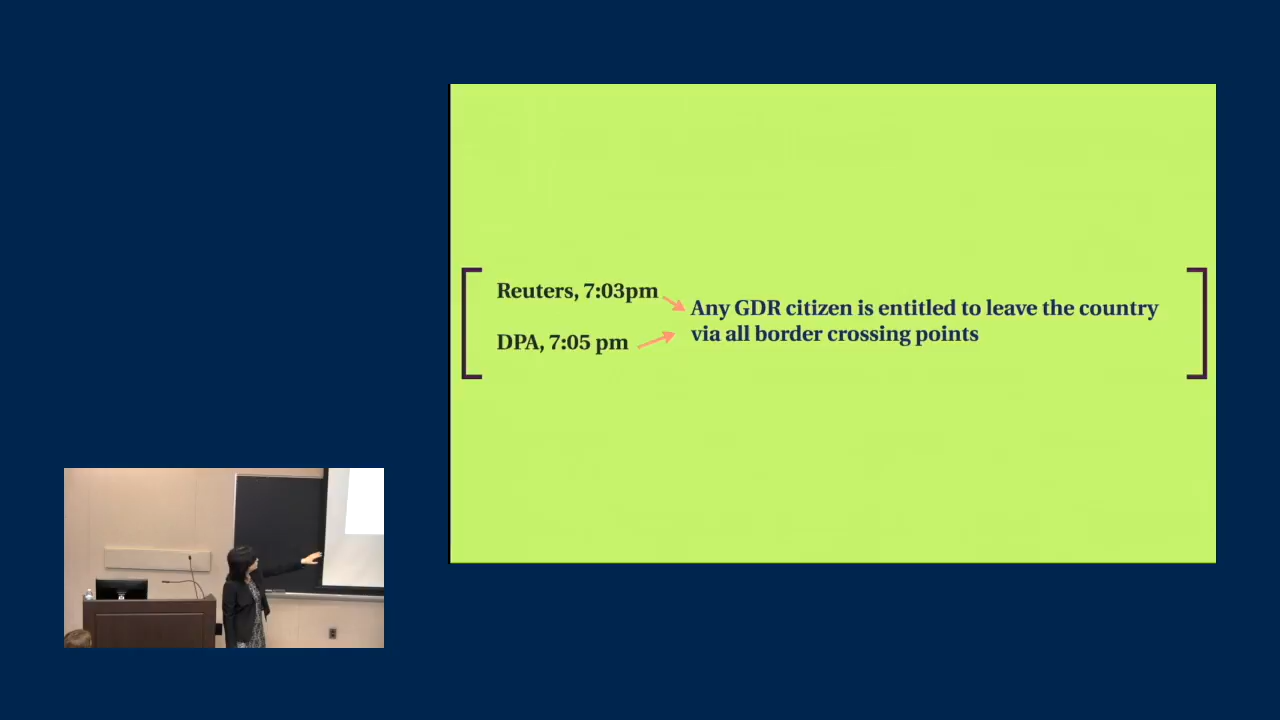 Reuters, 7:03pm
DPA, 7:05 pm
Any GDR citizen is entitled to leave the country
via all border crossing points